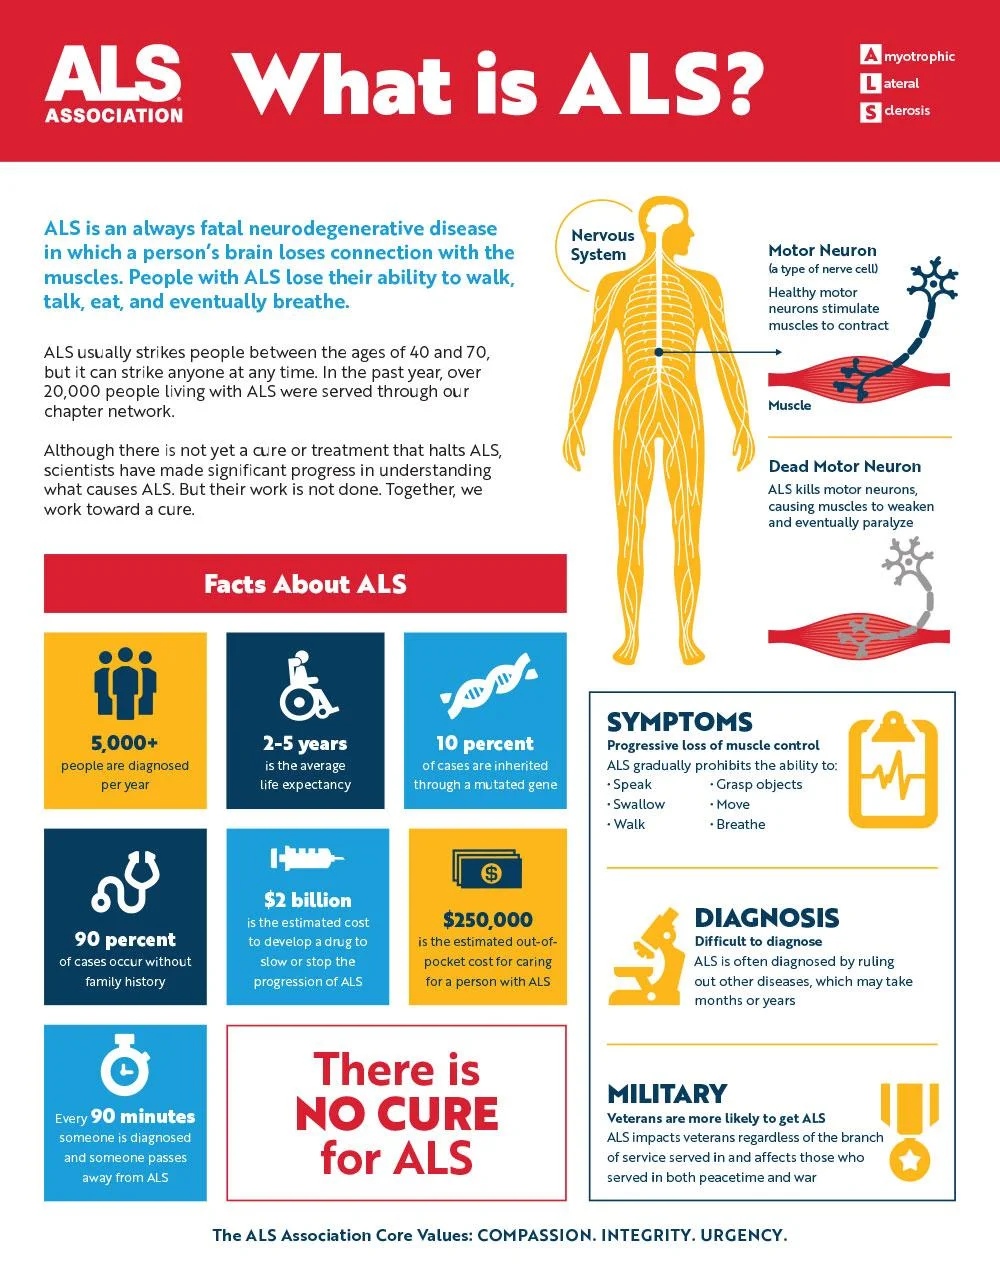 ALS
ASSOCIATION
What is ALS?
Amyotrophic
Lateral
Sclerosis
ALS is an always fatal neurodegenerative disease
in which a person's brain loses connection with the
muscles. People with ALS lose their ability to walk,
talk, eat, and eventually breathe.
ALS usually strikes people between the ages of 40 and 70,
but it can strike anyone at any time. In the past year, over
20,000 people living with ALS were served through our
chapter network.
Although there is not yet a cure or treatment that halts ALS,
scientists have made significant progress in understanding
what causes ALS. But their work is not done. Together, we
work toward a cure.
Nervous
System
Motor Neuron
(a type of nerve cell)
Healthy motor
neurons stimulate
muscles to contract
Muscle
Dead Motor Neuron
ALS kills motor neurons,
causing muscles to weaken
and eventually paralyze
Facts About ALS
5,000+
people are diagnosed
per year
2-5 years
is the average
life expectancy
10 percent
of cases are inherited
through a mutated gene
90 percent
of cases occur without
family history
$2 billion
is the estimated cost
to develop a drug to
slow or stop the
progression of ALS
$
$250,000
is the estimated out-of-
pocket cost for caring
for a person with ALS
Every 90 minutes
someone is diagnosed
and someone passes
away from ALS
There is
NO CURE
for ALS
SYMPTOMS
Progressive loss of muscle control
ALS gradually prohibits the ability to:
• Speak
• Swallow
• Walk
• Grasp objects
• Move
• Breathe
DIAGNOSIS
Difficult to diagnose
ALS is often diagnosed by ruling
out other diseases, which may take
months or years
MILITARY
Veterans are more likely to get ALS
ALS impacts veterans regardless of the branch
of service served in and affects those who
served in both peacetime and war
The ALS Association Core Values: COMPASSION. INTEGRITY. URGENCY.